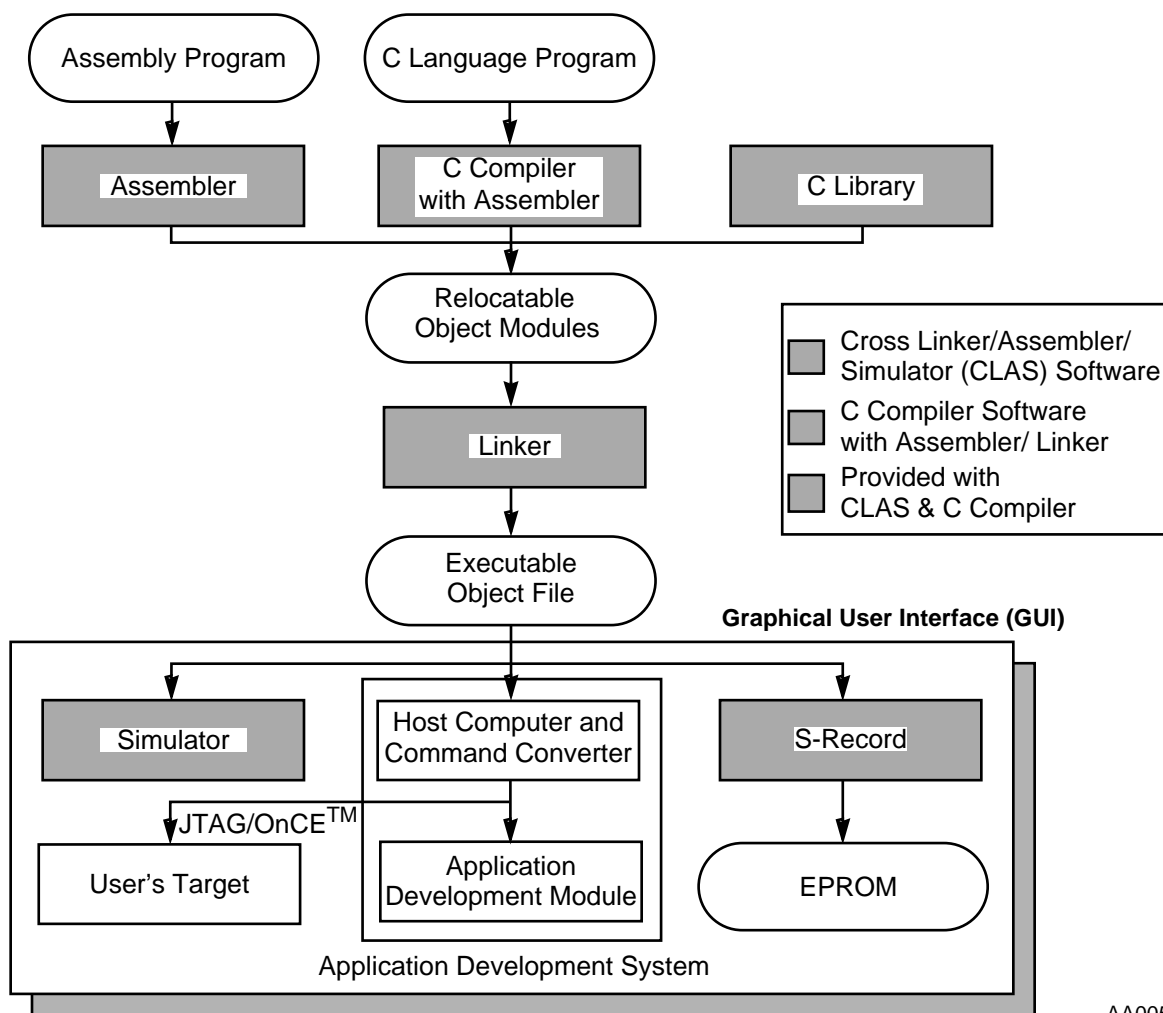 Assembly Program
C Language Program
Assembler
C Compiler
with Assembler
C Library
Relocatable
Object Modules
Cross Linker/Assembler/
Simulator (CLAS) Software
C Compiler Software
with Assembler/ Linker
Provided with
CLAS & C Compiler
Linker
Executable
Object File
Graphical User Interface (GUI)
Simulator
Host Computer and
Command Converter
S-Record
JTAG/OnCE™
User's Target
Application
Development Module
EPROM
Application Development System